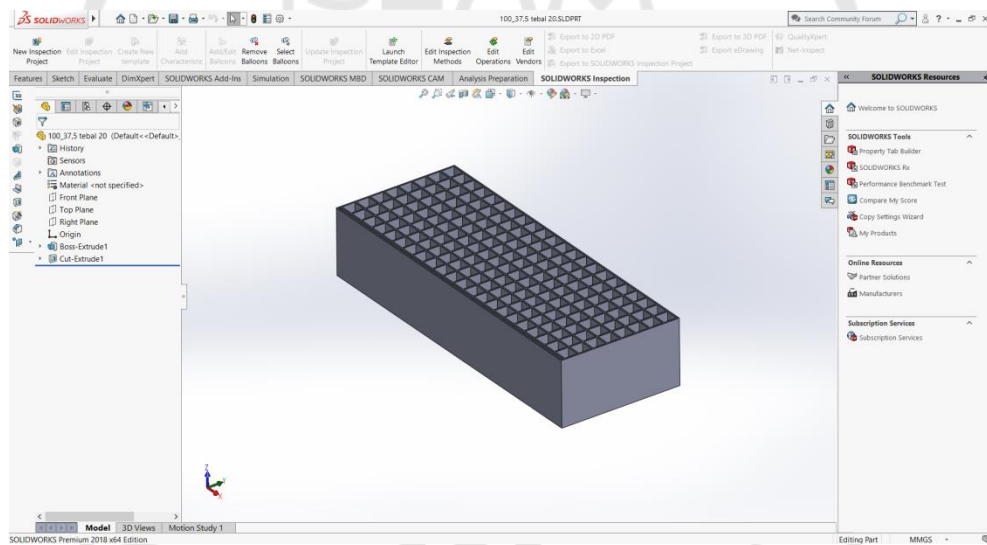 SOLIDWORKS
100_37,5 tebal 20.SLDPRT
Search Community Forum
New Inspection Project
Edit Inspection Project
Create New template
Add Characteristic
Add/Edit Balloons
Remove Balloons
Select Balloons
Update Inspection Project
Launch Template Editor
Edit Inspection Methods
Edit Operations
Edit Vendors
Export to 2D PDF
Export to Excel
Export to SOLIDWORKS Inspection Project
Export to 3D PDF
Export eDrawing
QualityXpert
Net-Inspect
Features Sketch Evaluate DimXpert SOLIDWORKS Add-Ins Simulation SOLIDWORKS MBD SOLIDWORKS CAM Analysis Preparation SOLIDWORKS Inspection
SOLIDWORKS Resources
100_37,5 tebal 20 (Default<<Default>
History
Sensors
Annotations
Material <not specified>
Front Plane
Top Plane
Right Plane
Origin
Boss-Extrude1
Cut-Extrude1
Welcome to SOLIDWORKS
SOLIDWORKS Tools
Property Tab Builder
SOLIDWORKS Rx
Performance Benchmark Test
Compare My Score
Copy Settings Wizard
My Products
Online Resources
Partner Solutions
Manufacturers
Subscription Services
Subscription Services
Z
Y
X
Model 3D Views Motion Study 1
SOLIDWORKS Premium 2018 x64 Edition
Editing Part MMGS